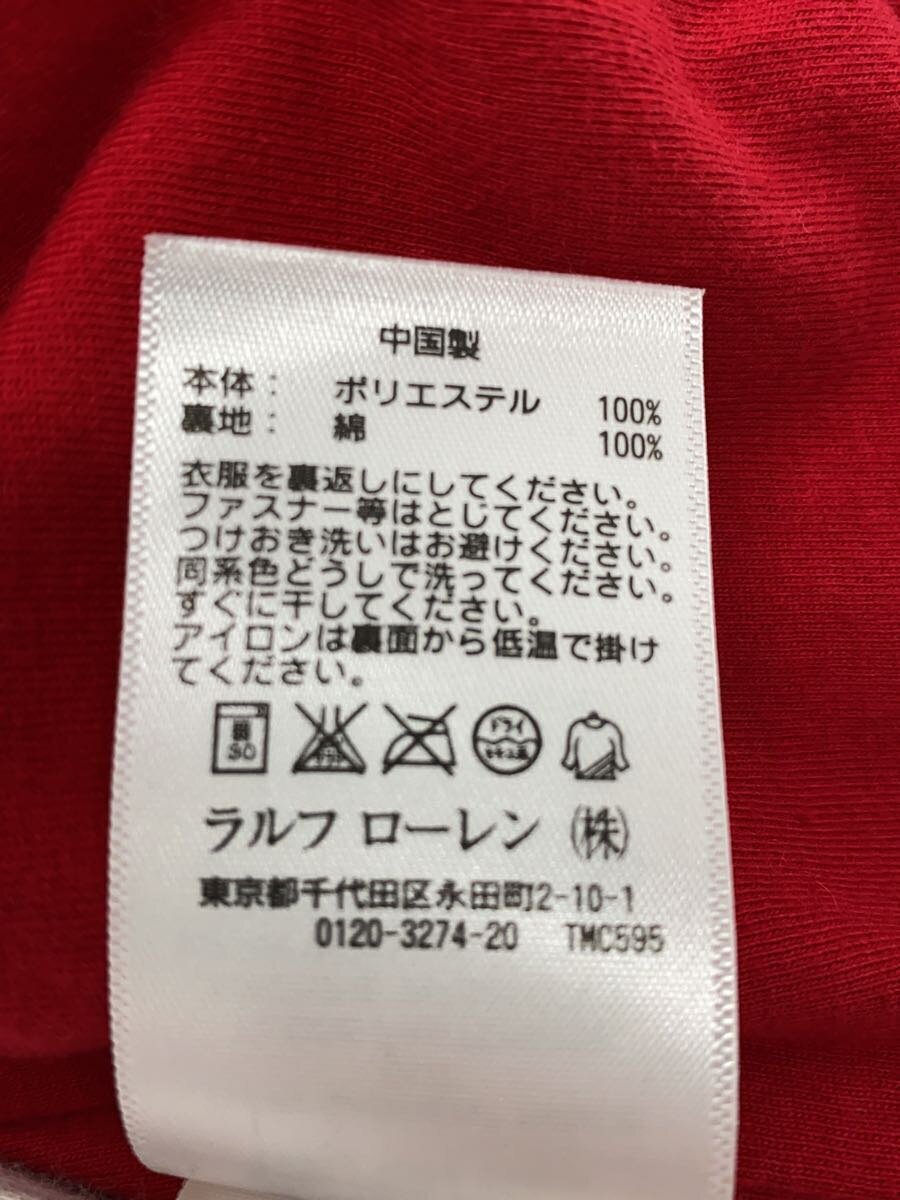 中国製
本体： ポリエステル 100%
裏地： 綿 100%
衣服を裏返しにしてください。
ファスナー等はとじてください。
つけおき洗いはお避けください。
同系色どうしで洗ってください。
すぐに干してください。
アイロンは裏面から低温で掛け
てください。
30 ドライ
ラルフ ローレン ㈱
東京都千代田区永田町2-10-1
0120-3274-20 TMC595